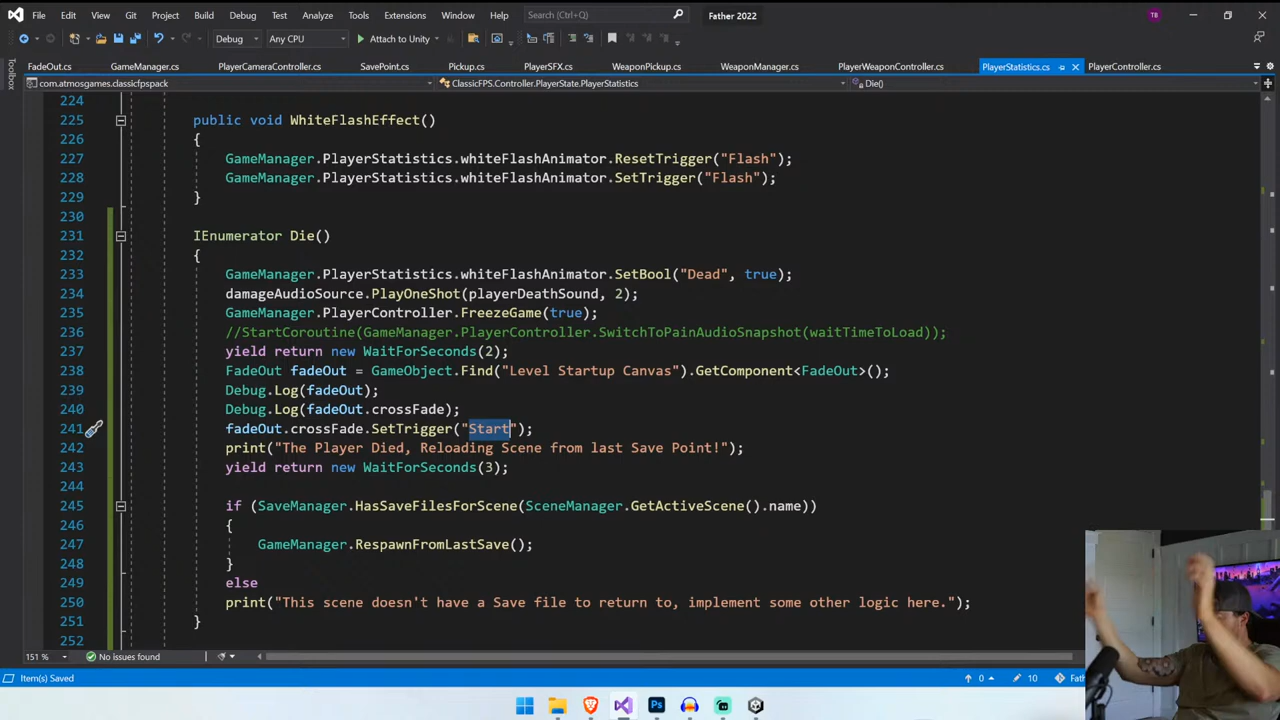 File Edit View Git Project Build Debug Test Analyze Tools Extensions Window Help Search (Ctrl+Q) Father 2022 TB
Debug Any CPU Attach to Unity
FadeOut.cs GameManager.cs PlayerCameraController.cs SavePoint.cs Pickup.cs PlayerSFX.cs WeaponPickup.cs WeaponManager.cs PlayerWeaponController.cs PlayerStatistics.cs PlayerController.cs
Toolbox
com.atmosgames.classicfpspack ClassicFPS.Controller.PlayerState.PlayerStatistics Die()
224
225 public void WhiteFlashEffect()
226 {
227 GameManager.PlayerStatistics.whiteFlashAnimator.ResetTrigger("Flash");
228 GameManager.PlayerStatistics.whiteFlashAnimator.SetTrigger("Flash");
229 }
230
231 IEnumerator Die()
232 {
233 GameManager.PlayerStatistics.whiteFlashAnimator.SetBool("Dead", true);
234 damageAudioSource.PlayOneShot(playerDeathSound, 2);
235 GameManager.PlayerController.FreezeGame(true);
236 //StartCoroutine(GameManager.PlayerController.SwitchToPainAudioSnapshot(waitTimeToLoad));
237 yield return new WaitForSeconds(2);
238 FadeOut fadeOut = GameObject.Find("Level Startup Canvas").GetComponent<FadeOut>();
239 Debug.Log(fadeOut);
240 Debug.Log(fadeOut.crossFade);
241 fadeOut.crossFade.SetTrigger("Start");
242 print("The Player Died, Reloading Scene from last Save Point!");
243 yield return new WaitForSeconds(3);
244
245 if (SaveManager.HasSaveFilesForScene(SceneManager.GetActiveScene().name))
246 {
247 GameManager.RespawnFromLastSave();
248 }
249 else
250 print("This scene doesn't have a Save file to return to, implement some other logic here.");
251 }
252
151 % No issues found
Item(s) Saved 0 10 Fath